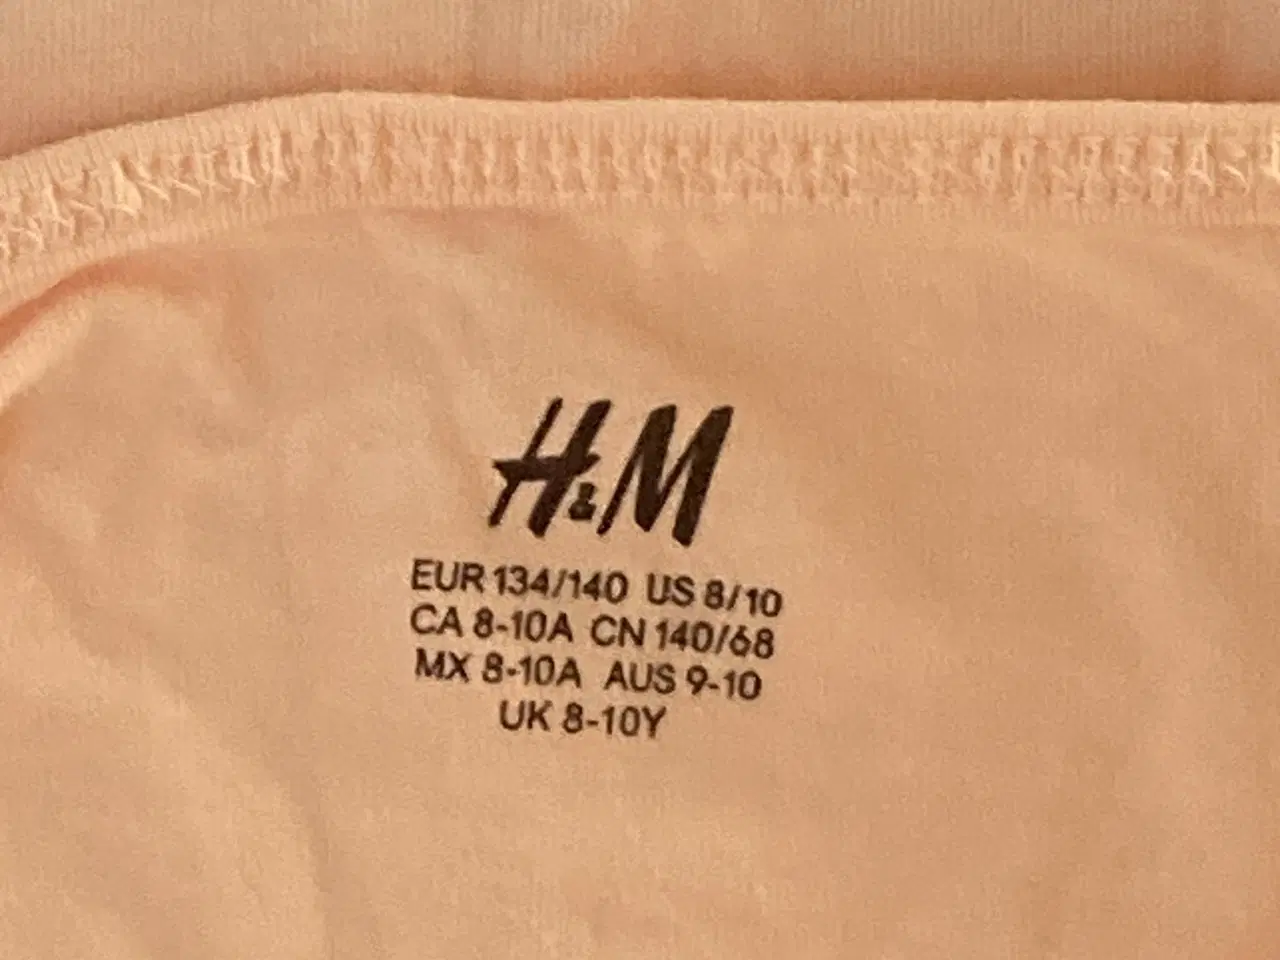 H&M
EUR 134/140 US 8/10
CA 8-10A CN 140/68
MX 8-10A AUS 9-10
UK 8-10Y